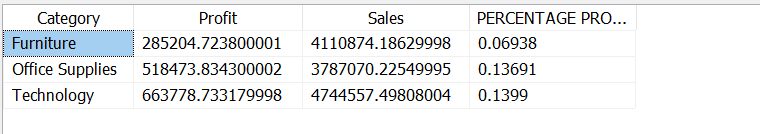 Category Profit Sales PERCENTAGE PRO...
Furniture 285204.723800001 4110874.18629998 0.06938
Office Supplies 518473.834300002 3787070.22549995 0.13691
Technology 663778.733179998 4744557.49808004 0.1399